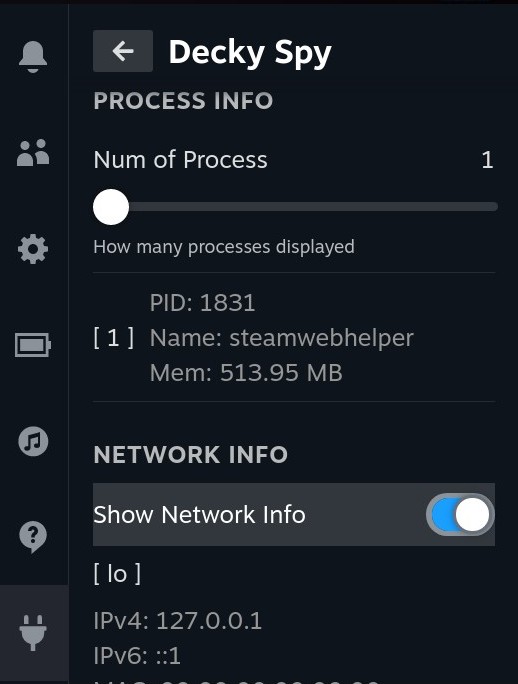 Decky Spy
PROCESS INFO
Num of Process 1
How many processes displayed
PID: 1831
[ 1 ] Name: steamwebhelper
Mem: 513.95 MB
NETWORK INFO
Show Network Info
[ lo ]
IPv4: 127.0.0.1
IPv6: ::1